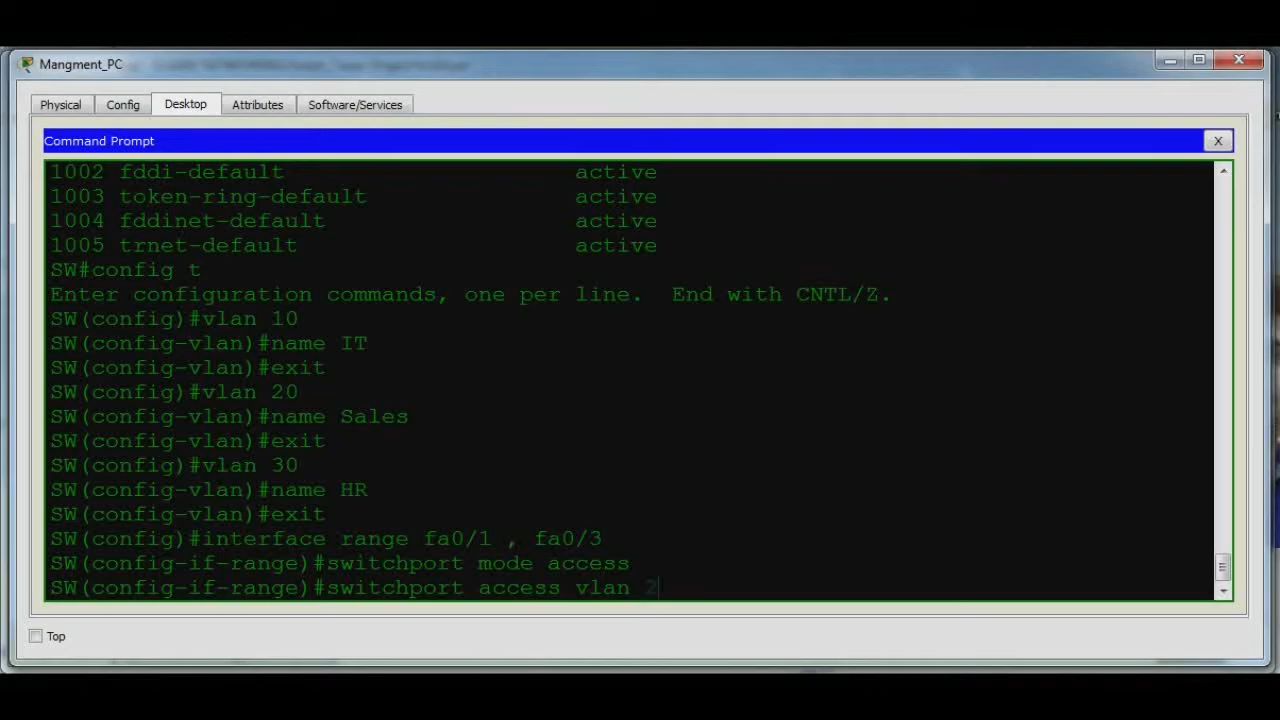 Mangment_PC
Physical Config Desktop Attributes Software/Services
Command Prompt X
1002 fddi-default active
1003 token-ring-default active
1004 fddinet-default active
1005 trnet-default active
SW#config t
Enter configuration commands, one per line. End with CNTL/Z.
SW(config)#vlan 10
SW(config-vlan)#name IT
SW(config-vlan)#exit
SW(config)#vlan 20
SW(config-vlan)#name Sales
SW(config-vlan)#exit
SW(config)#vlan 30
SW(config-vlan)#name HR
SW(config-vlan)#exit
SW(config)#interface range fa0/1 , fa0/3
SW(config-if-range)#switchport mode access
SW(config-if-range)#switchport access vlan 2
Top